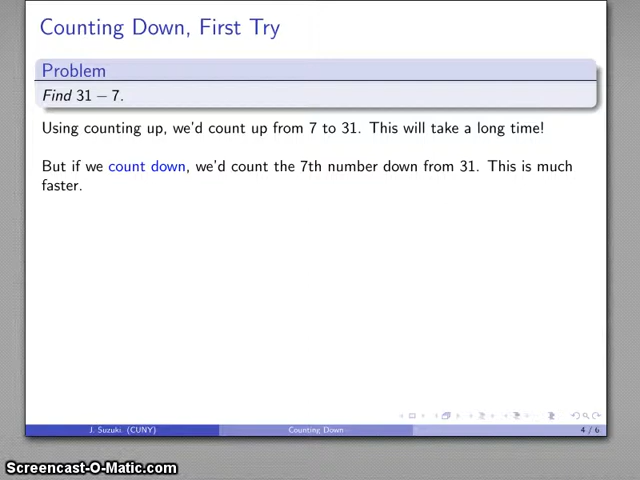 Counting Down, First Try
Problem
Find 31 − 7.
Using counting up, we'd count up from 7 to 31. This will take a long time!
But if we count down, we'd count the 7th number down from 31. This is much
faster.
J. Suzuki (CUNY)
Counting Down
4 / 6
Screencast-O-Matic.com